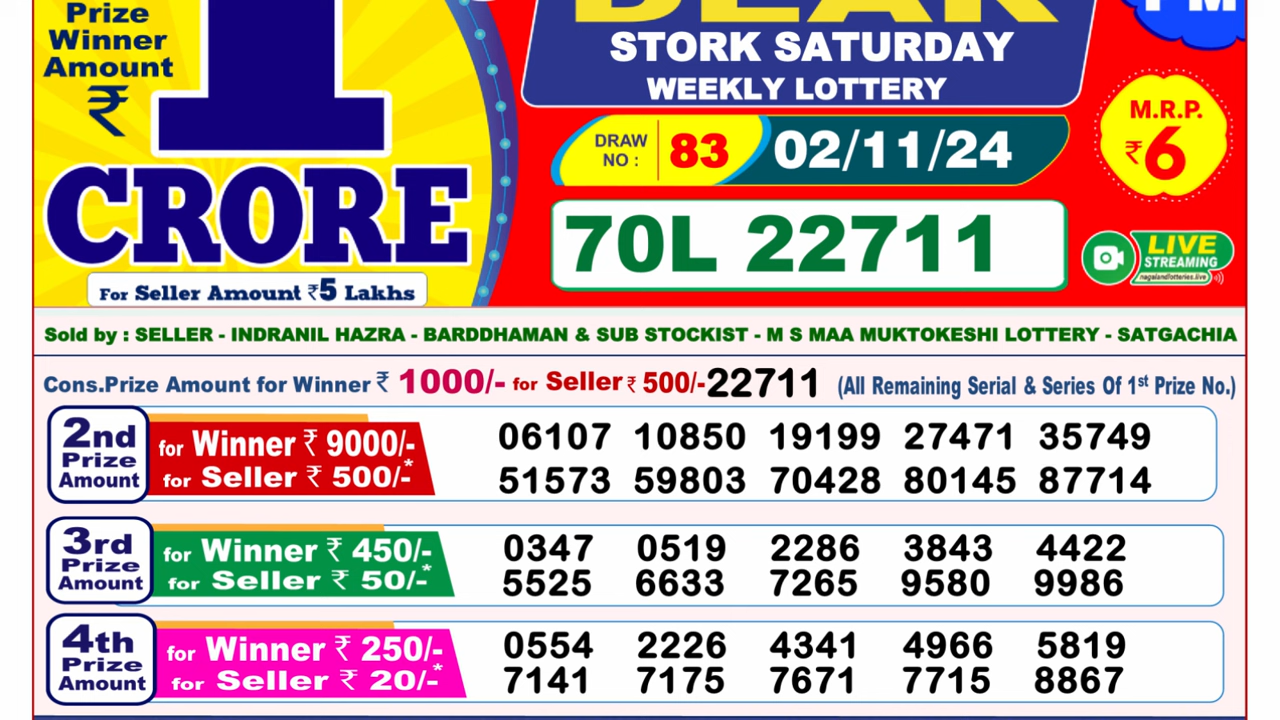 Prize
Winner
Amount
₹
1
CRORE
For Seller Amount ₹5 Lakhs
DEAR
STORK SATURDAY
WEEKLY LOTTERY
DRAW NO : 83 02/11/24
70L 22711
PM
M.R.P.
₹6
LIVE
STREAMING
nagalandlotteries.live
Sold by : SELLER - INDRANIL HAZRA - BARDDHAMAN & SUB STOCKIST - M S MAA MUKTOKESHI LOTTERY - SATGACHIA
Cons.Prize Amount for Winner ₹ 1000/- for Seller ₹ 500/- 22711 (All Remaining Serial & Series Of 1st Prize No.)
2nd Prize Amount
for Winner ₹ 9000/-
for Seller ₹ 500/-*
06107 10850 19199 27471 35749
51573 59803 70428 80145 87714
3rd Prize Amount
for Winner ₹ 450/-
for Seller ₹ 50/-*
0347 0519 2286 3843 4422
5525 6633 7265 9580 9986
4th Prize Amount
for Winner ₹ 250/-
for Seller ₹ 20/-*
0554 2226 4341 4966 5819
7141 7175 7671 7715 8867